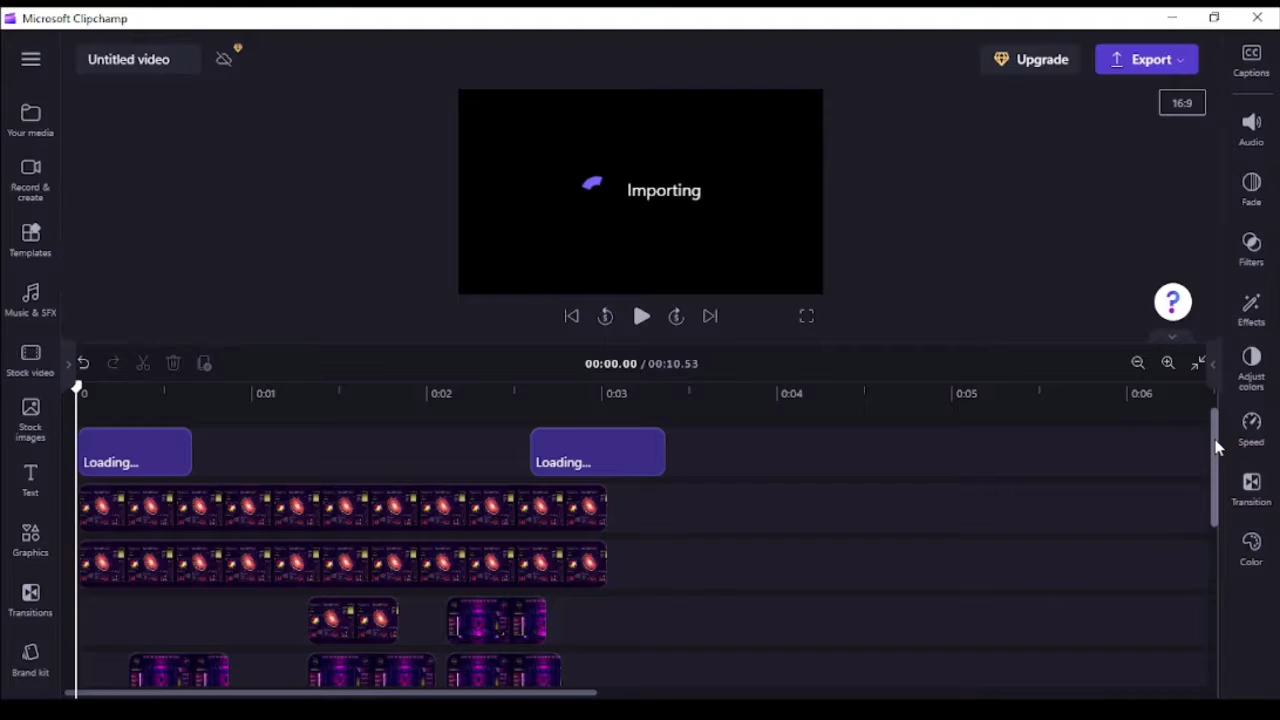 Microsoft Clipchamp
Untitled video
Upgrade
Export
Captions
16:9
Your media
Audio
Record &
create
Importing
Fade
Templates
Filters
Music & SFX
?
Effects
5
5
Stock video
00:00.00 / 00:10.53
Adjust
colors
0
0:01
0:02
0:03
0:04
0:05
0:06
Stock
images
Speed
Loading...
Loading...
Text
Transition
Graphics
Color
Transitions
Brand kit